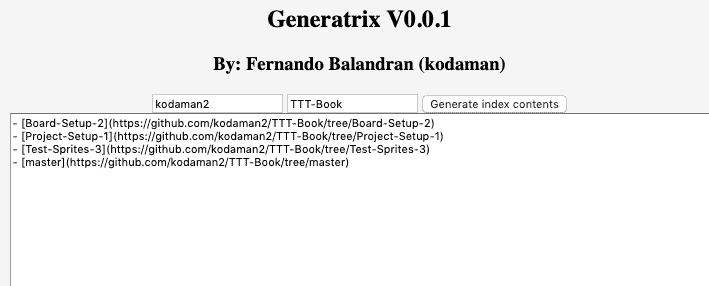 Generatrix V0.0.1
By: Fernando Balandran (kodaman)
kodaman2 TTT-Book Generate index contents
- [Board-Setup-2](https://github.com/kodaman2/TTT-Book/tree/Board-Setup-2)
- [Project-Setup-1](https://github.com/kodaman2/TTT-Book/tree/Project-Setup-1)
- [Test-Sprites-3](https://github.com/kodaman2/TTT-Book/tree/Test-Sprites-3)
- [master](https://github.com/kodaman2/TTT-Book/tree/master)